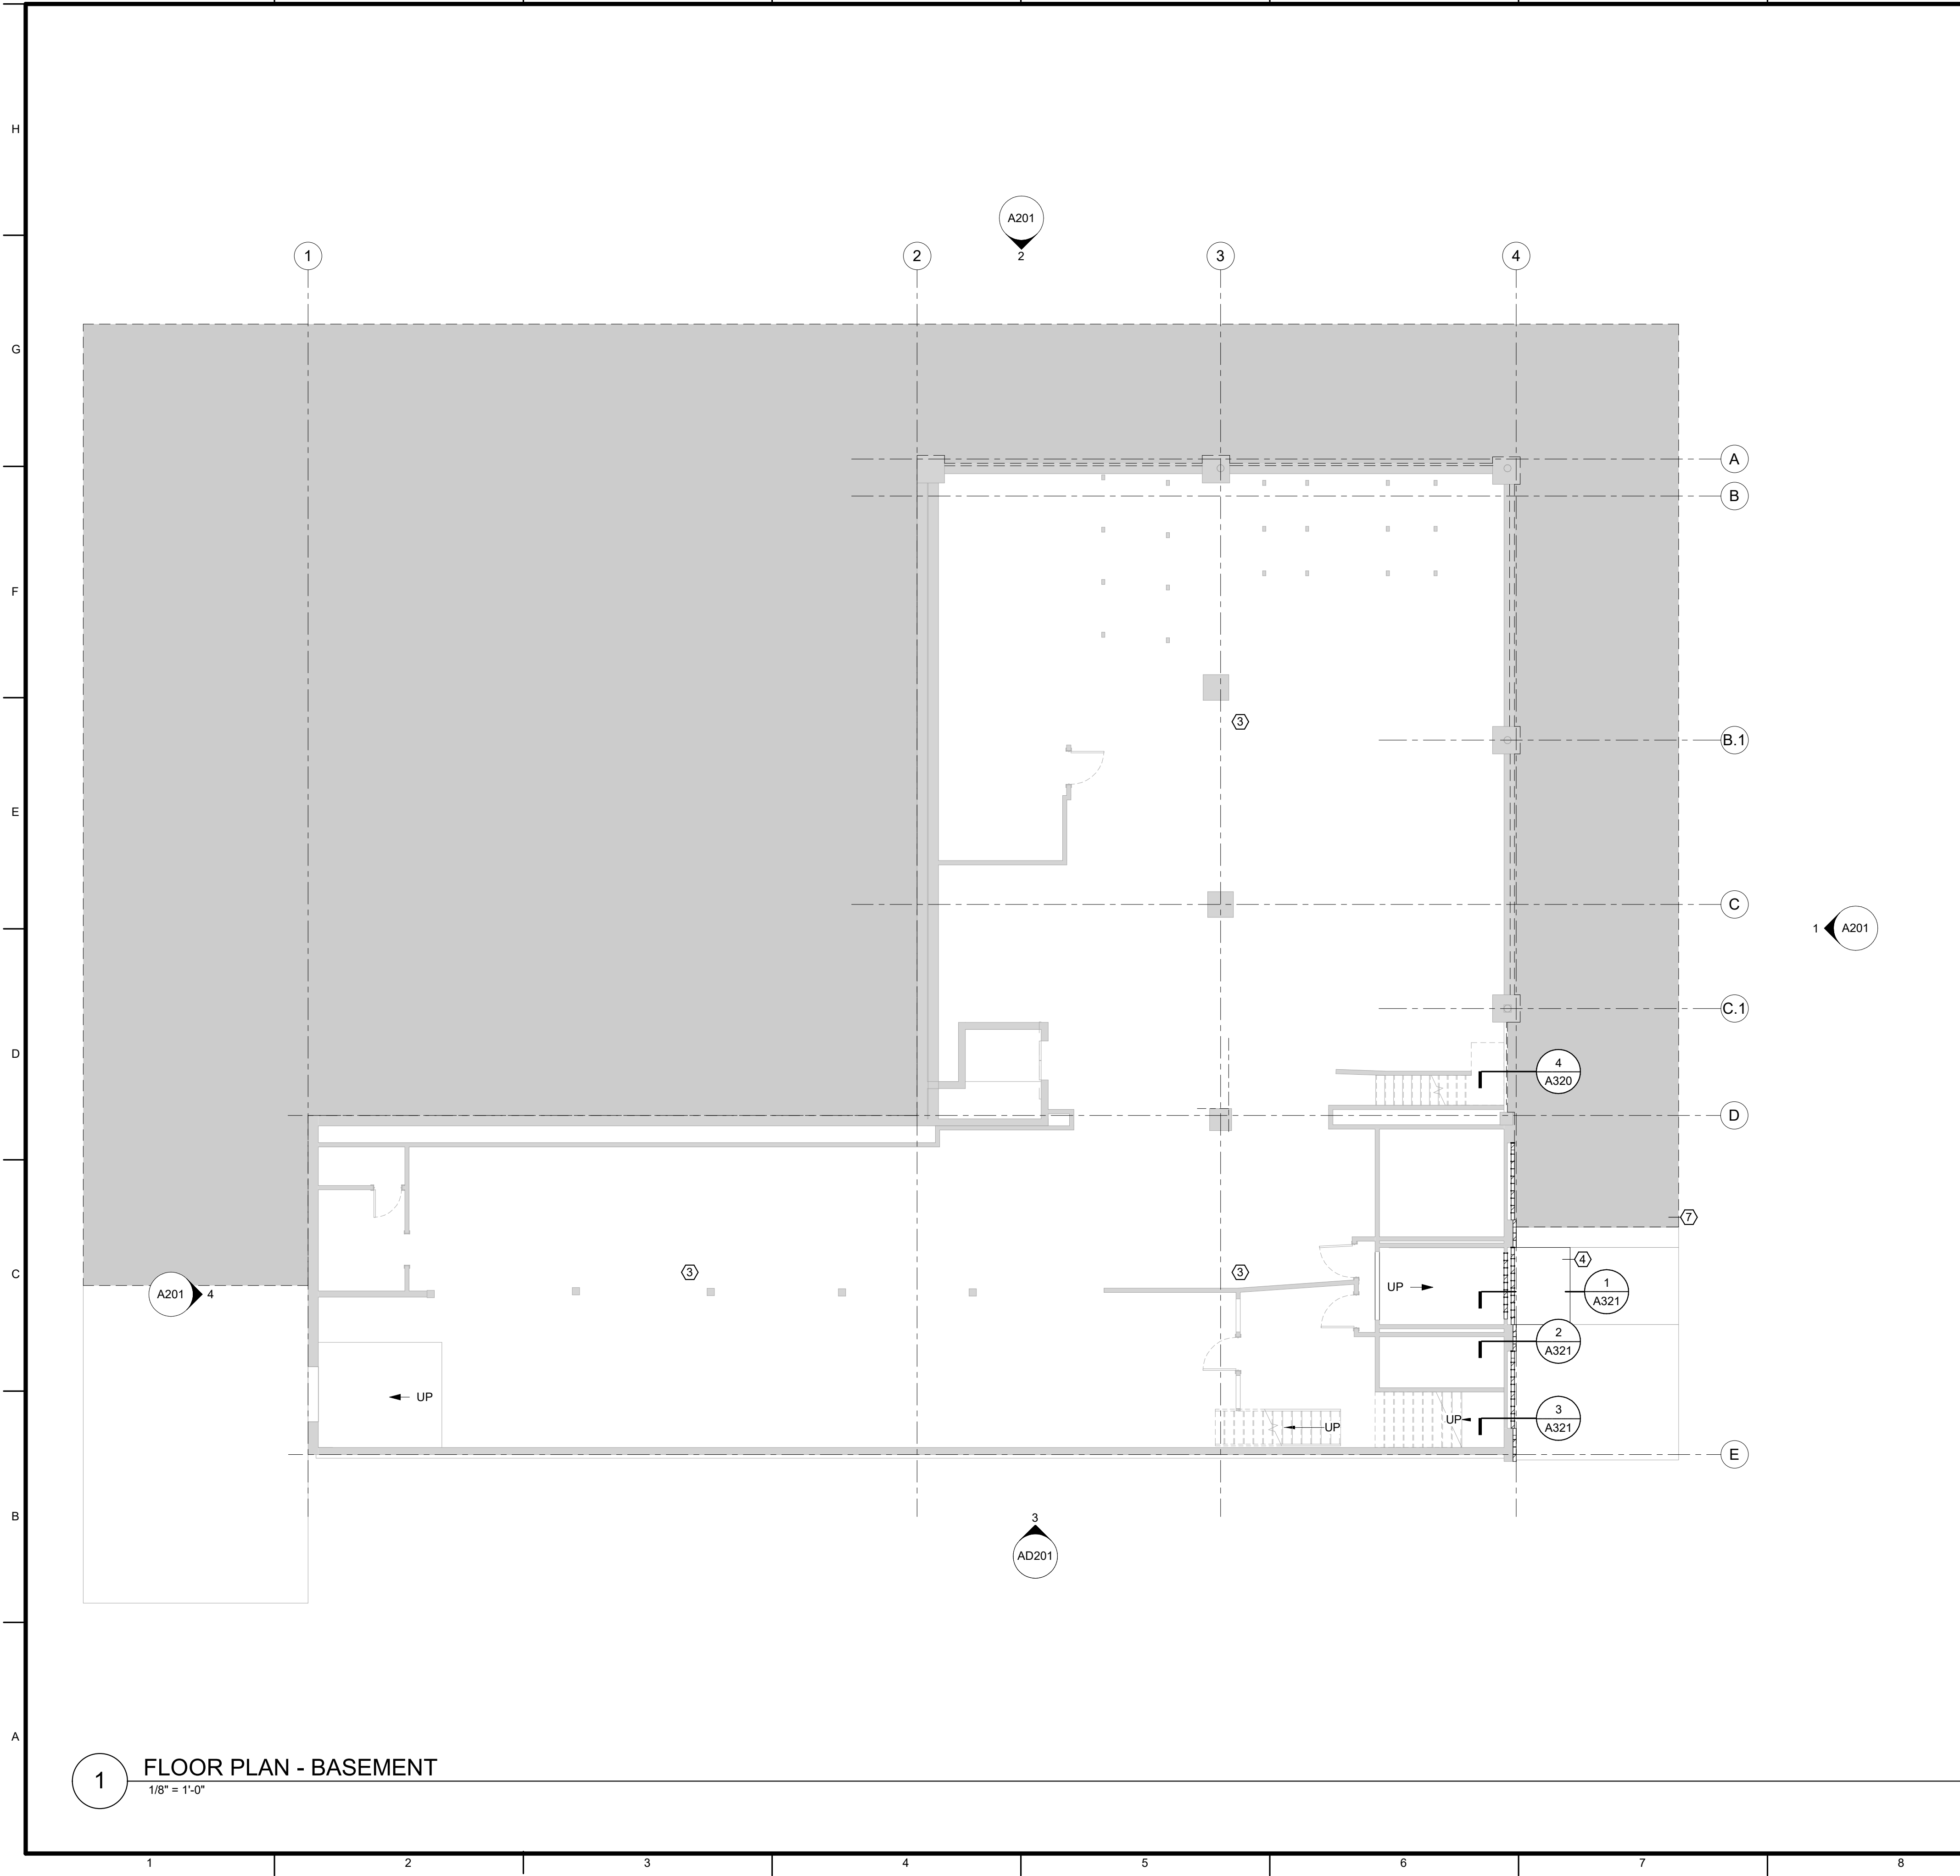 H
A201
2
1
2
3
4
G
A
B
F
3
B.1
E
C
1
A201
C.1
D
4
A320
D
7
C
3
3
4
A201
4
UP
1
A321
2
A321
UP
3
A321
UP
UP
E
B
3
AD201
A
1
FLOOR PLAN - BASEMENT
1/8" = 1'-0"
1
2
3
4
5
6
7
8